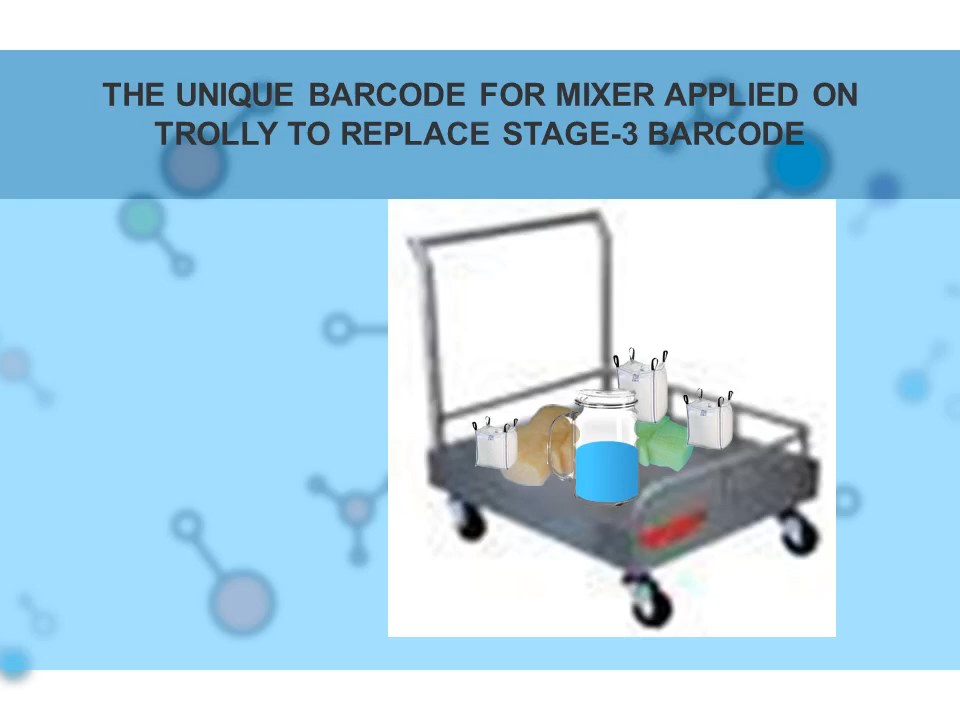 THE UNIQUE BARCODE FOR MIXER APPLIED ON
TROLLY TO REPLACE STAGE-3 BARCODE